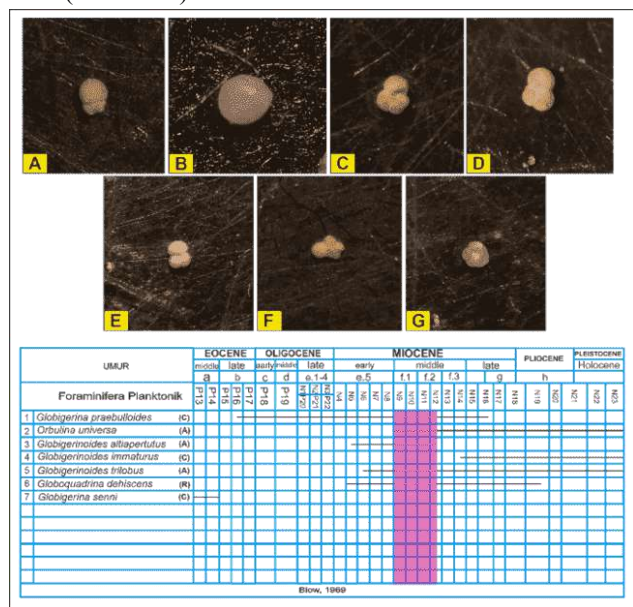 A
B
C
D
E
F
G
UMUR
EOCENE OLIGOCENE MIOCENE PLIOCENE PLEISTOCENE
middle late early middle late early middle late Holocene
a b c d e.1-4 e.5 f.1 f.2 f.3 g h
Foraminifera Planktonik
P13 P14 P15 P16 P17 P18 P19 N4 N7 N8 N9 N10 N11 N12 N13 N14 N15 N16 N17 N18 N19 N20 N21 N22 N23
1 Globigerina praebulloides (C)
2 Orbulina universa (A)
3 Globigerinoides altiapertutus (A)
4 Globigerinoides immaturus (C)
5 Globigerinoides trilobus (A)
6 Globoquadrina dehiscens (R)
7 Globigerina senni (C)
Blow, 1969